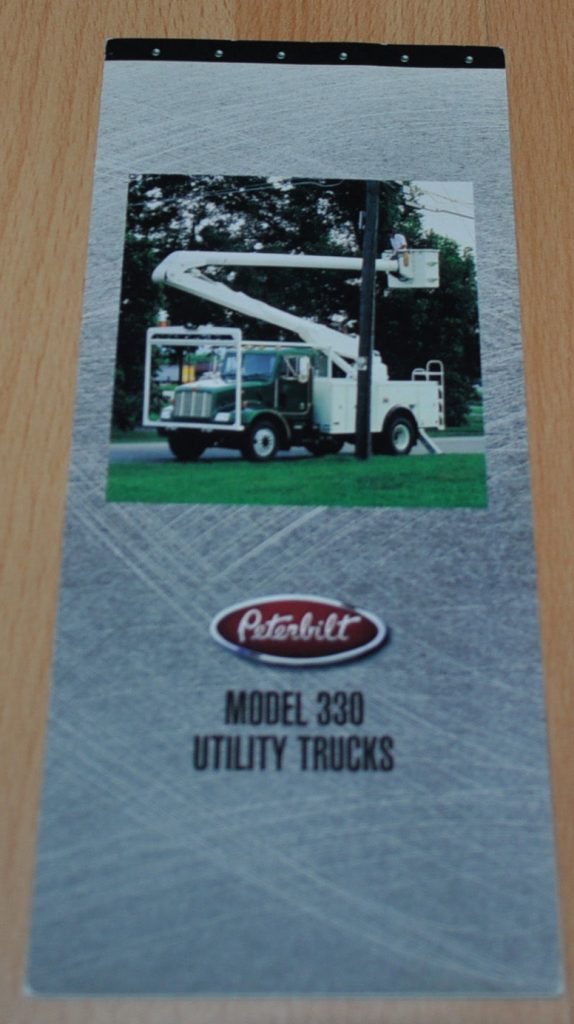 Peterbilt
MODEL 330
UTILITY TRUCKS